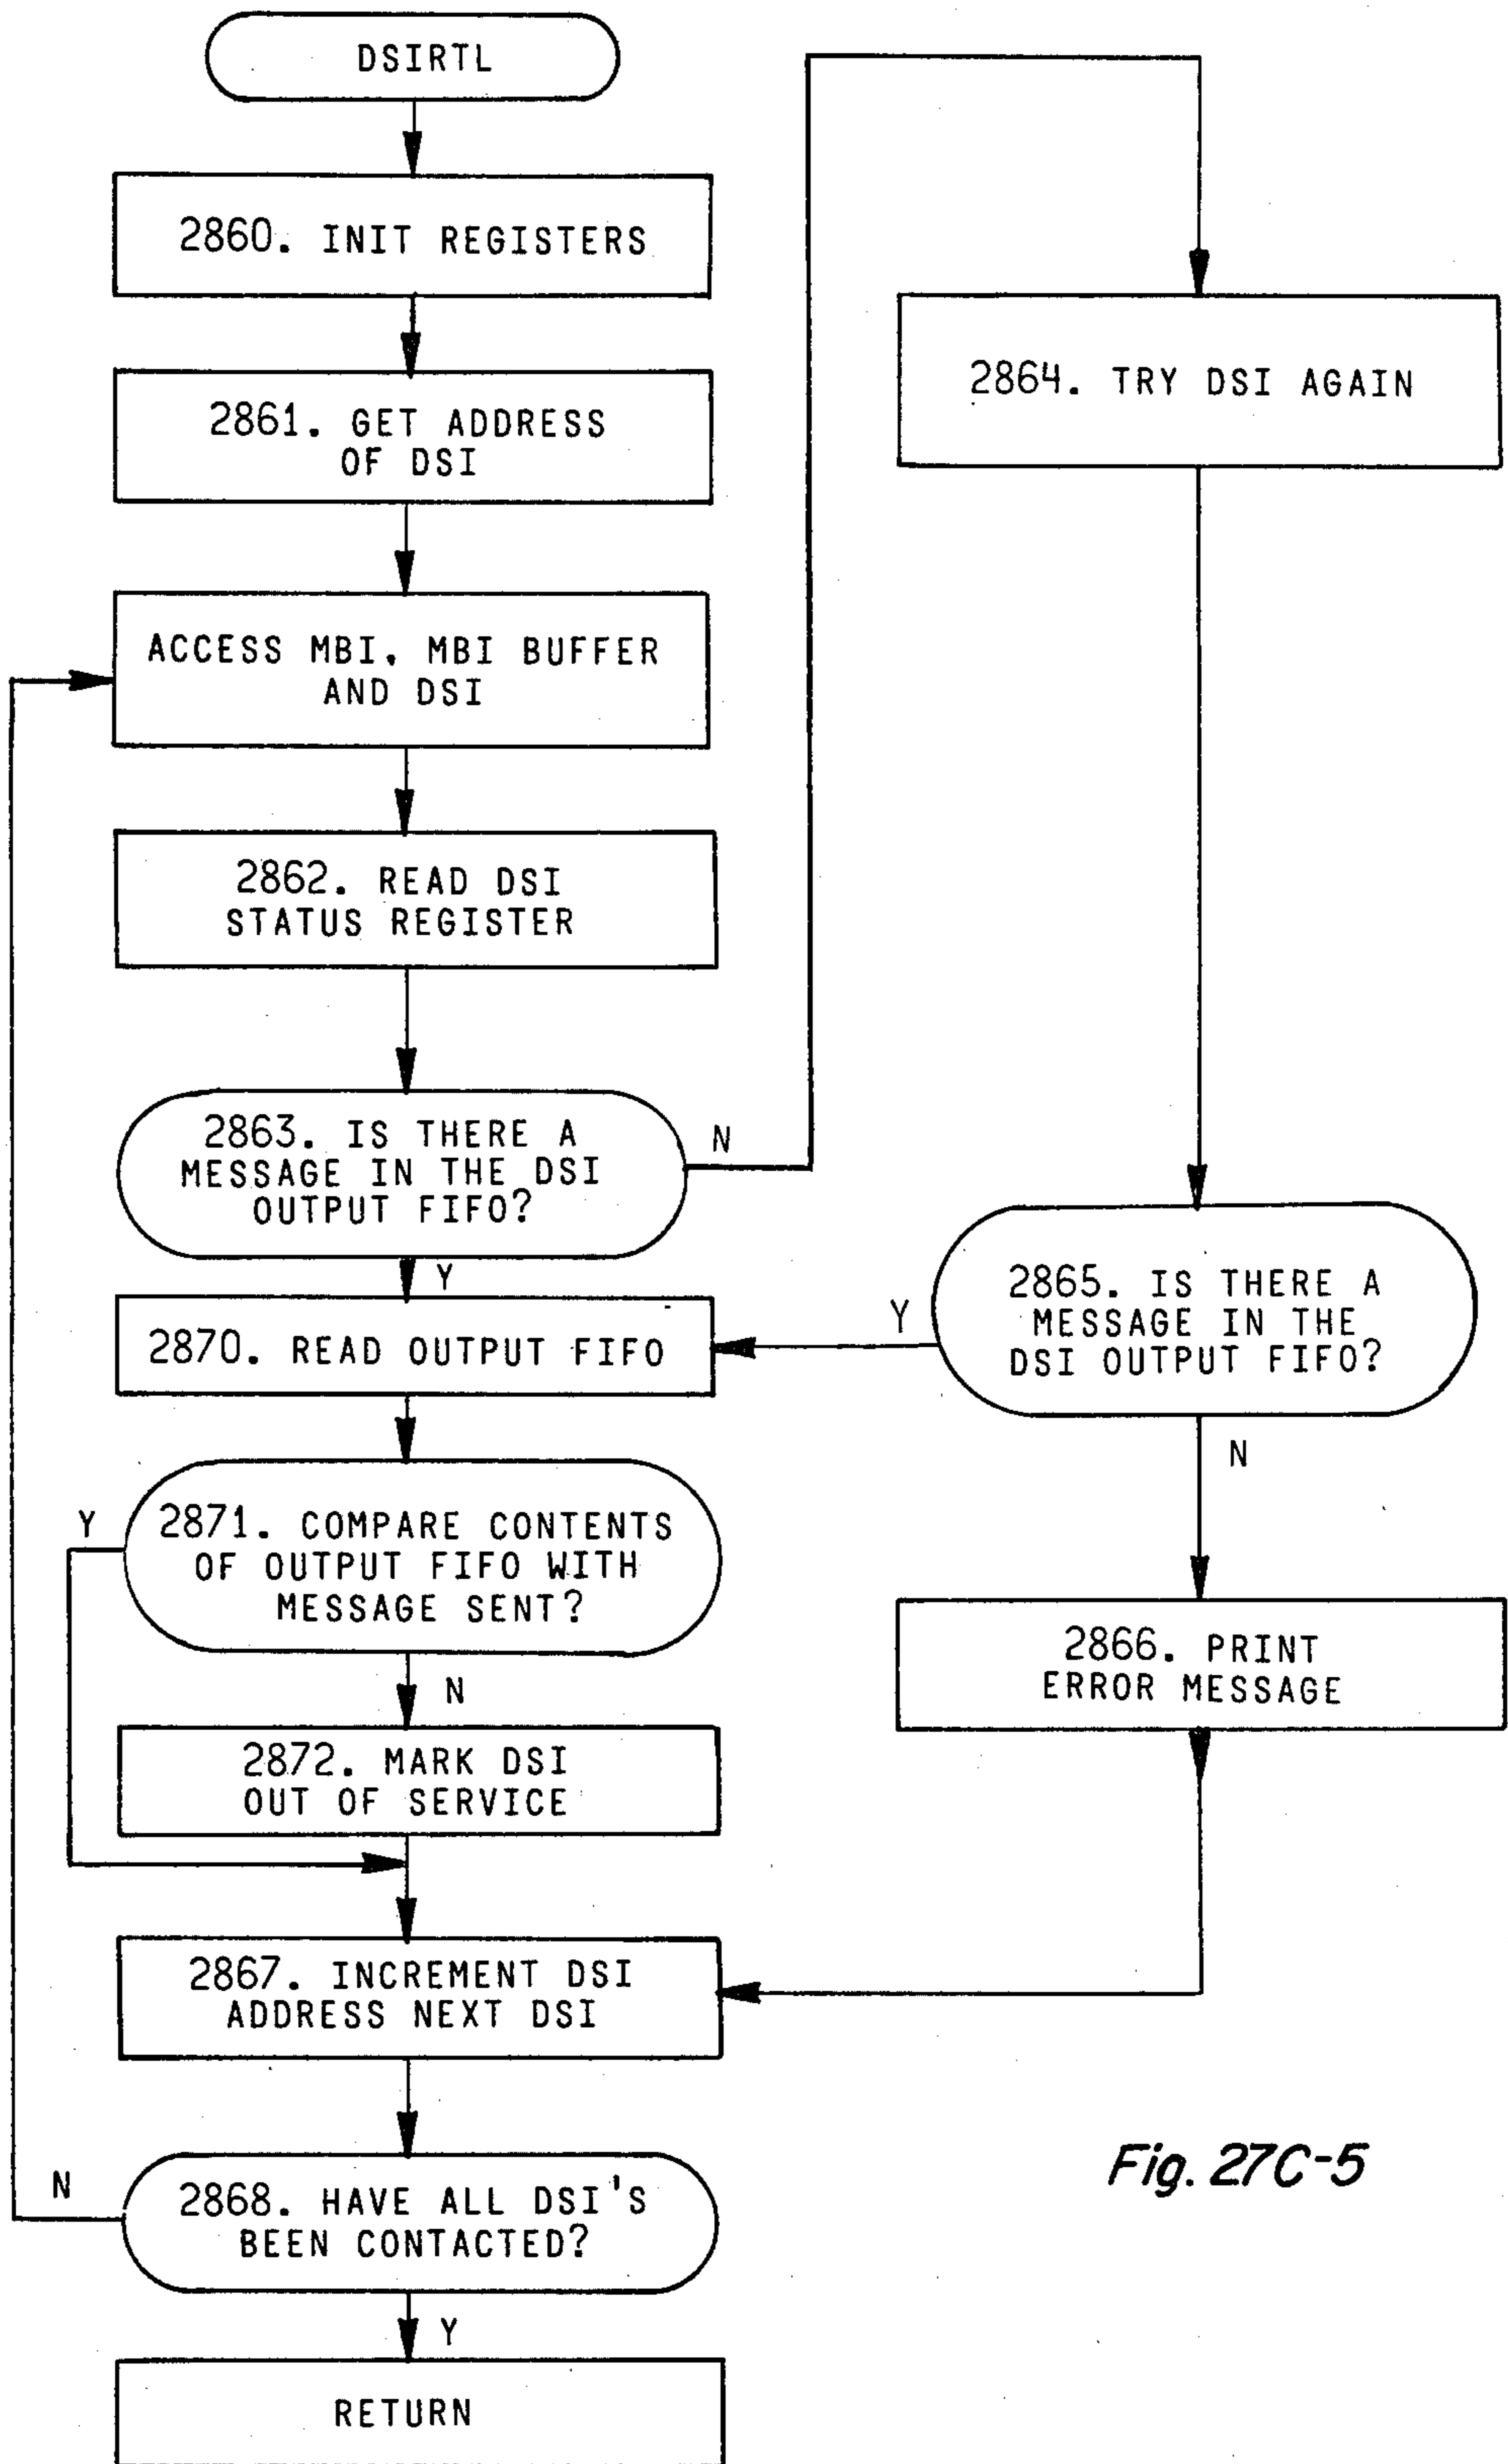 DSIRTL
2860. INIT REGISTERS
2861. GET ADDRESS
OF DSI
ACCESS MBI, MBI BUFFER
AND DSI
2862. READ DSI
STATUS REGISTER
2863. IS THERE A
MESSAGE IN THE DSI
OUTPUT FIFO?
N
Y
2864. TRY DSI AGAIN
2865. IS THERE A
MESSAGE IN THE
DSI OUTPUT FIFO?
Y
N
2866. PRINT
ERROR MESSAGE
2870. READ OUTPUT FIFO
2871. COMPARE CONTENTS
OF OUTPUT FIFO WITH
MESSAGE SENT?
Y
N
2872. MARK DSI
OUT OF SERVICE
2867. INCREMENT DSI
ADDRESS NEXT DSI
2868. HAVE ALL DSI'S
BEEN CONTACTED?
N
Y
RETURN
Fig. 27C-5